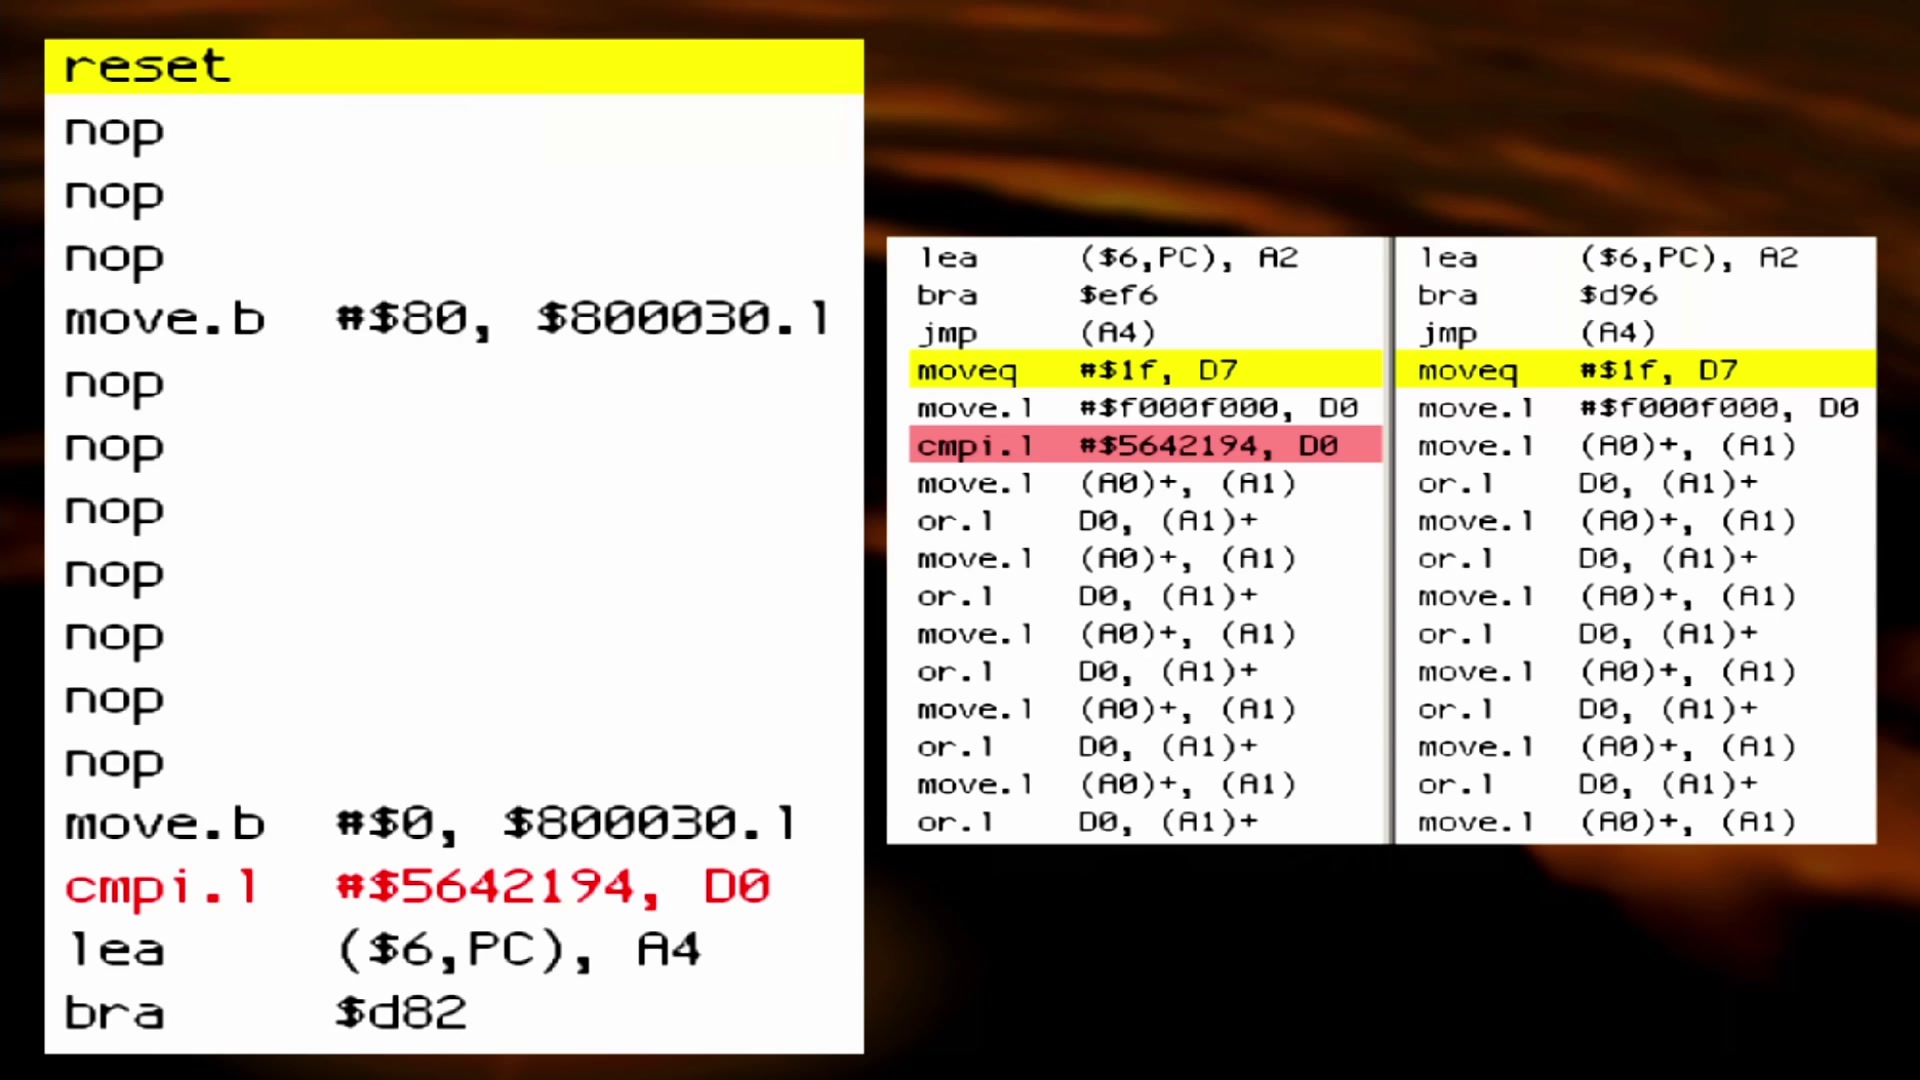 reset
nop
nop
nop
move.b #$80, $800030.l
nop
nop
nop
nop
nop
nop
nop
move.b #$0, $800030.l
cmpi.l #$5642194, D0
lea ($6,PC), A4
bra $d82
lea ($6,PC), A2
bra $ef6
jmp (A4)
moveq #$1f, D7
move.l #$f000f000, D0
cmpi.l #$5642194, D0
move.l (A0)+, (A1)
or.l D0, (A1)+
move.l (A0)+, (A1)
or.l D0, (A1)+
move.l (A0)+, (A1)
or.l D0, (A1)+
move.l (A0)+, (A1)
or.l D0, (A1)+
move.l (A0)+, (A1)
or.l D0, (A1)+
lea ($6,PC), A2
bra $d96
jmp (A4)
moveq #$1f, D7
move.l #$f000f000, D0
move.l (A0)+, (A1)
or.l D0, (A1)+
move.l (A0)+, (A1)
or.l D0, (A1)+
move.l (A0)+, (A1)
or.l D0, (A1)+
move.l (A0)+, (A1)
or.l D0, (A1)+
move.l (A0)+, (A1)
or.l D0, (A1)+
move.l (A0)+, (A1)